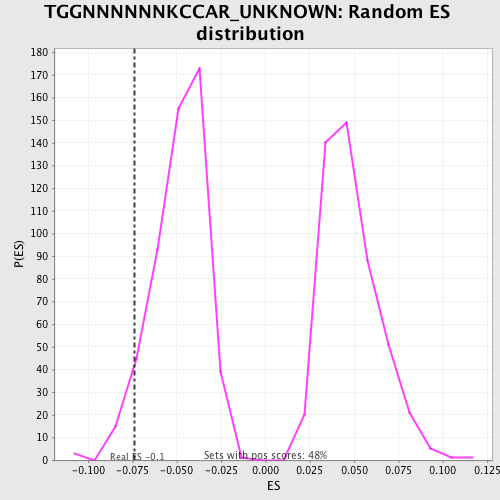 TGGNNNNNNKCCAR_UNKNOWN: Random ES
distribution
180
170
160
150
140
130
120
110
100
90
80
70
60
50
40
30
20
10
0
P(ES)
Real ES -0.1
Sets with pos scores: 48%
-0.100 -0.075 -0.050 -0.025 0.000 0.025 0.050 0.075 0.100 0.125
ES